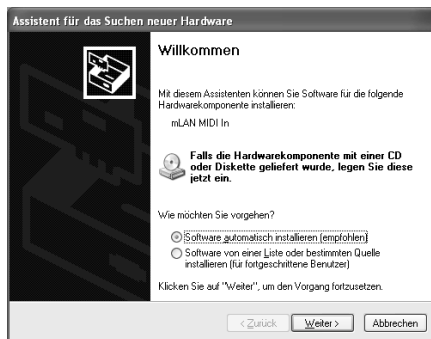 Assistent für das Suchen neuer Hardware
Willkommen
Mit diesem Assistenten können Sie Software für die folgende
Hardwarekomponente installieren:
mLAN MIDI In
Falls die Hardwarekomponente mit einer CD
oder Diskette geliefert wurde, legen Sie diese
jetzt ein.
Wie möchten Sie vorgehen?
Software automatisch installieren (empfohlen)
Software von einer Liste oder bestimmten Quelle
installieren (für fortgeschrittene Benutzer)
Klicken Sie auf "Weiter", um den Vorgang fortzusetzen.
< Zurück Weiter > Abbrechen